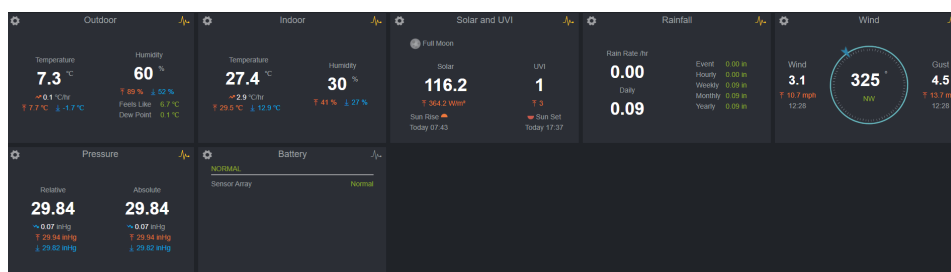 Outdoor
Temperature
7.3 °C
0.1 °C/hr
7.7 °C -1.7 °C
Humidity
60 %
89 % 52 %
Feels Like 6.7 °C
Dew Point 0.1 °C
Indoor
Temperature
27.4 °C
2.9 °C/hr
29.5 °C 12.9 °C
Humidity
30 %
41 % 27 %
Solar and UVI
Full Moon
Solar
116.2
364.2 W/m²
UVI
1
3
Sun Rise
Today 07:43
Sun Set
Today 17:37
Rainfall
Rain Rate /hr
0.00
Daily
0.09
Event 0.00 in
Hourly 0.00 in
Weekly 0.09 in
Monthly 0.09 in
Yearly 0.09 in
Wind
Wind
3.1
10.7 mph
12:28
325 °
NW
Gust
4.5
13.7 m
12:28
Pressure
Relative
29.84
0.07 inHg
29.94 inHg
29.82 inHg
Absolute
29.84
0.07 inHg
29.94 inHg
29.82 inHg
Battery
NORMAL
Sensor Array Normal